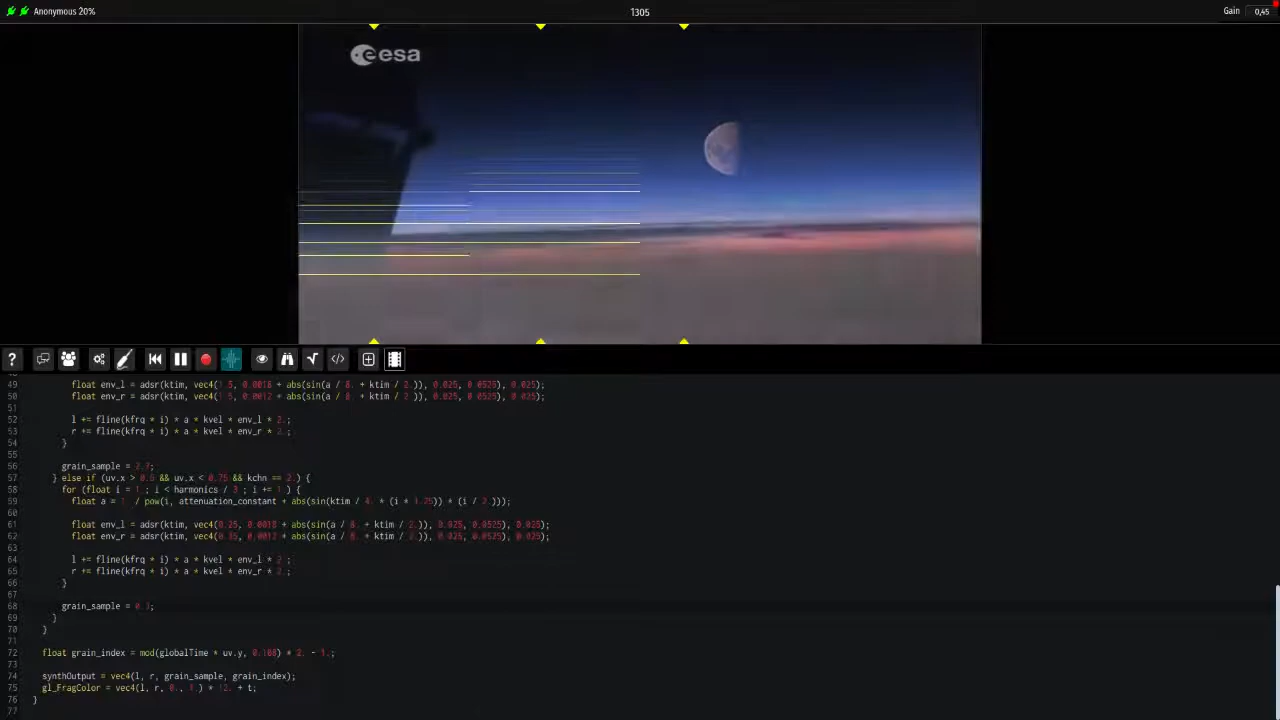 Anonymous 20%
1305
Gain
0,45
esa
49 float env_l = adsr(ktim, vec4(1.5, 0.0018 + abs(sin(a / 8. + ktim / 2.)), 0.025, 0.0525), 0.025);
50 float env_r = adsr(ktim, vec4(1.5, 0.0012 + abs(sin(a / 8. + ktim / 2.)), 0.025, 0.0525), 0.025);
51
52 l += fline(kfrq * i) * a * kvel * env_l * 2.;
53 r += fline(kfrq * i) * a * kvel * env_r * 2.;
54 }
55
56 grain_sample = 2.7;
57 } else if (uv.x > 0.5 && uv.x < 0.75 && kchn == 2.) {
58 for (float i = 1.; i < harmonics / 3.; i += 1.) {
59 float a = 1. / pow(i, attenuation_constant + abs(sin(ktim / 4. * (i * 1.25)) * (i / 2.)));
60
61 float env_l = adsr(ktim, vec4(0.25, 0.0018 + abs(sin(a / 8. + ktim / 2.)), 0.025, 0.0525), 0.025);
62 float env_r = adsr(ktim, vec4(0.35, 0.0012 + abs(sin(a / 8. + ktim / 2.)), 0.025, 0.0525), 0.025);
63
64 l += fline(kfrq * i) * a * kvel * env_l * 2.;
65 r += fline(kfrq * i) * a * kvel * env_r * 2.;
66 }
67
68 grain_sample = 0.3;
69 }
70 }
71
72 float grain_index = mod(globalTime * uv.y, 0.188) * 2. - 1.;
73
74 synthOutput = vec4(l, r, grain_sample, grain_index);
75 gl_FragColor = vec4(l, r, 0., 1.) * 12. + t;
76 }
77